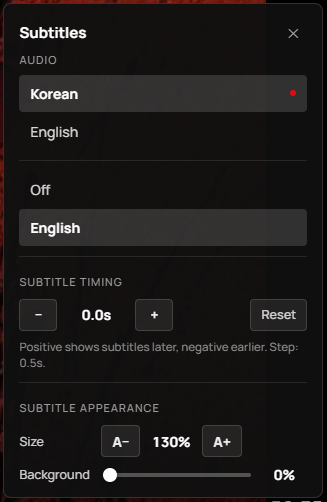 Subtitles
AUDIO
Korean
English
Off
English
SUBTITLE TIMING
− 0.0s + Reset
Positive shows subtitles later, negative earlier. Step:
0.5s.
SUBTITLE APPEARANCE
Size A− 130% A+
Background 0%